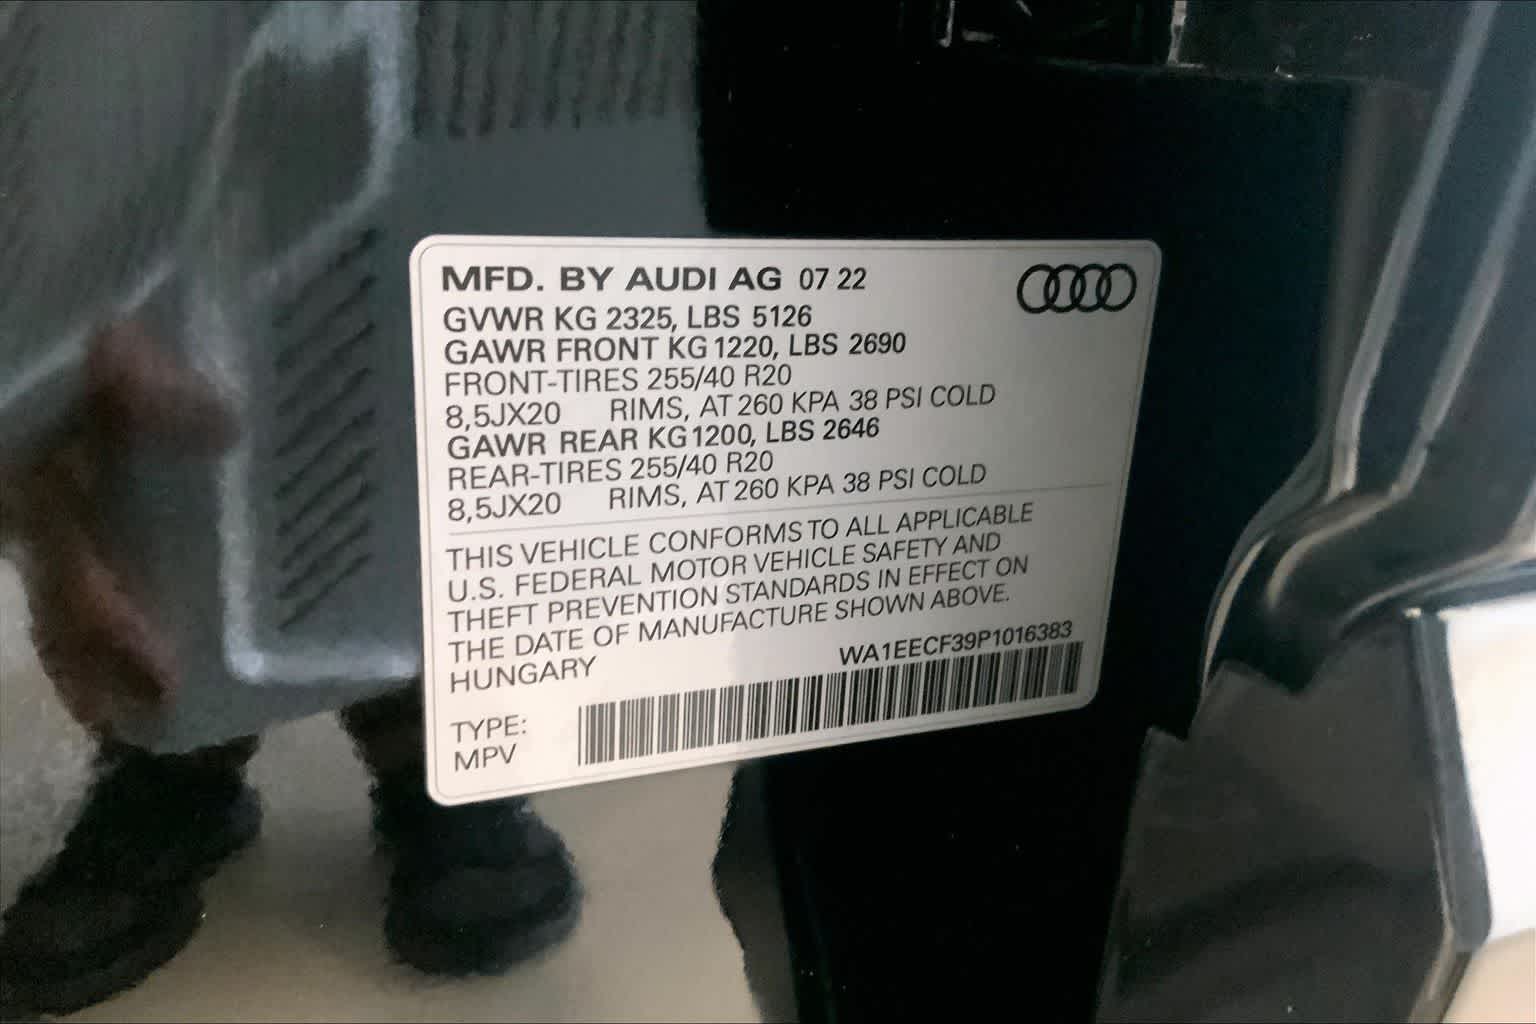 MFD. BY AUDI AG 07 22
GVWR KG 2325, LBS 5126
GAWR FRONT KG 1220, LBS 2690
FRONT-TIRES 255/40 R20
8,5JX20 RIMS, AT 260 KPA 38 PSI COLD
GAWR REAR KG 1200, LBS 2646
REAR-TIRES 255/40 R20
8,5JX20 RIMS, AT 260 KPA 38 PSI COLD
THIS VEHICLE CONFORMS TO ALL APPLICABLE
U.S. FEDERAL MOTOR VEHICLE SAFETY AND
THEFT PREVENTION STANDARDS IN EFFECT ON
THE DATE OF MANUFACTURE SHOWN ABOVE.
HUNGARY WA1EECF39P1016383
TYPE:
MPV